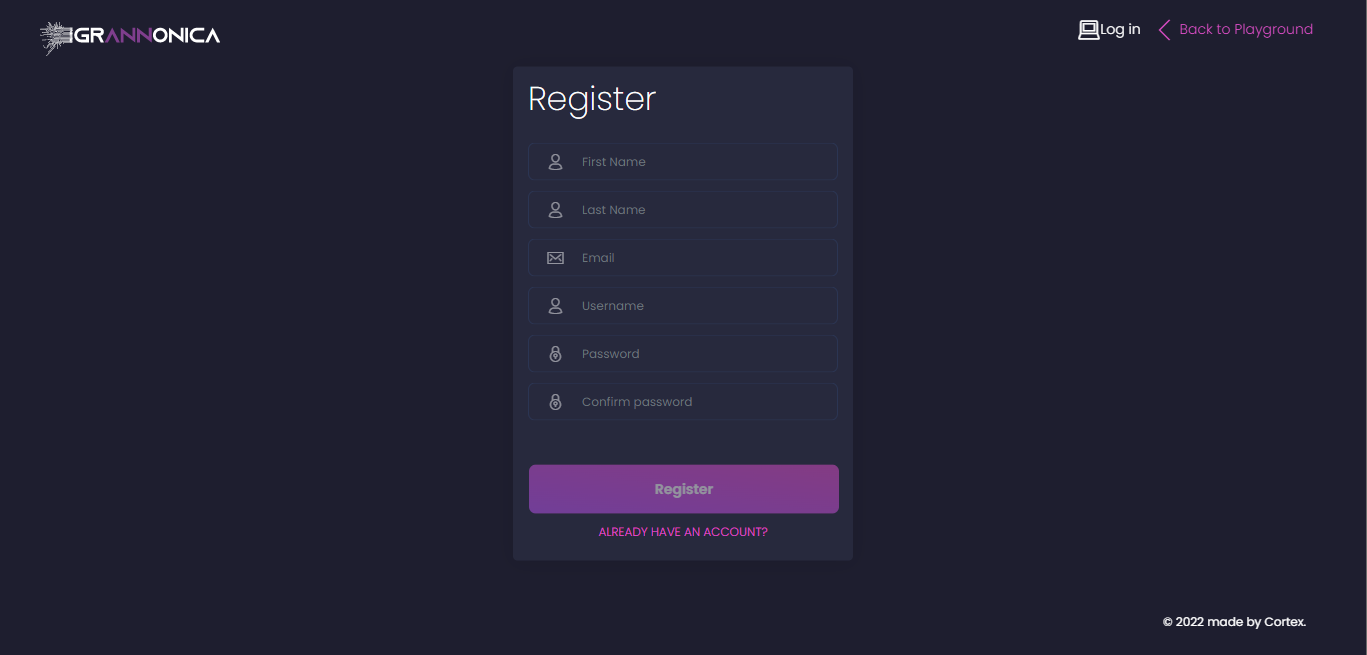 IGRANNONICA
Log in
Back to Playground
Register
First Name
Last Name
Email
Username
Password
Confirm password
Register
ALREADY HAVE AN ACCOUNT?
© 2022 made by Cortex.